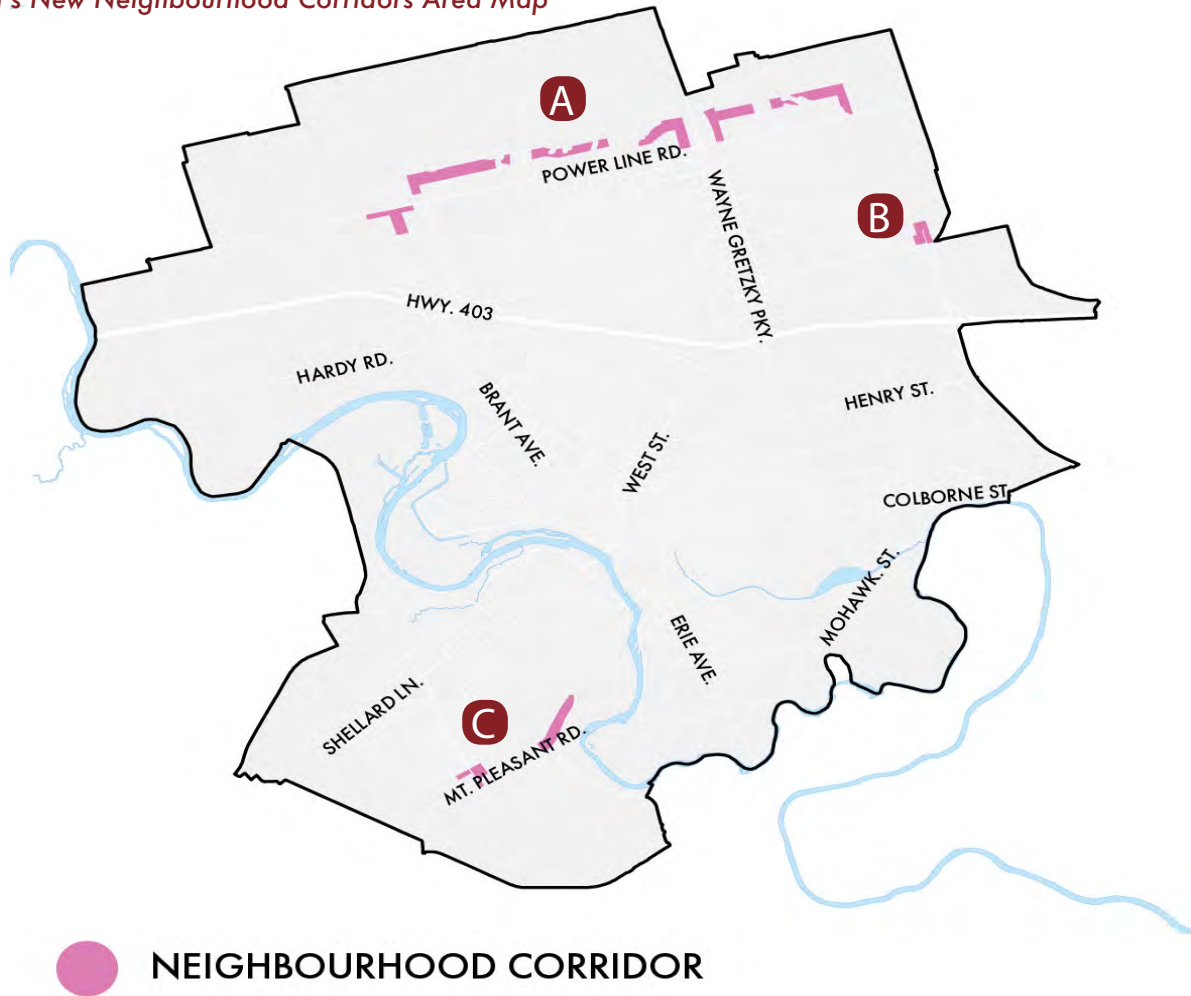 's New Neighbourhood Corridors Area Map
A
POWER LINE RD.
WAYNE GRETZKY PKY.
B
HWY. 403
HARDY RD.
BRANT AVE.
HENRY ST.
WEST ST.
COLBORNE ST
MOHAWK. ST.
ERIE AVE.
SHELLARD LN.
C
MT. PLEASANT RD.
NEIGHBOURHOOD CORRIDOR